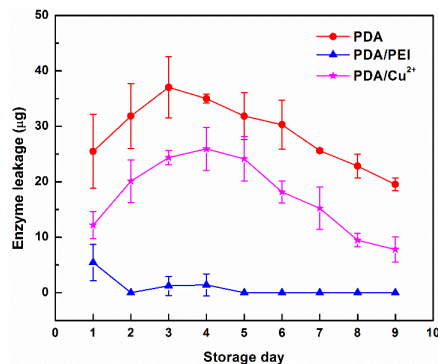 50
40
30
20
10
0
Enzyme leakage (μg)
PDA
PDA/PEI
PDA/Cu²⁺
0 1 2 3 4 5 6 7 8 9 10
Storage day